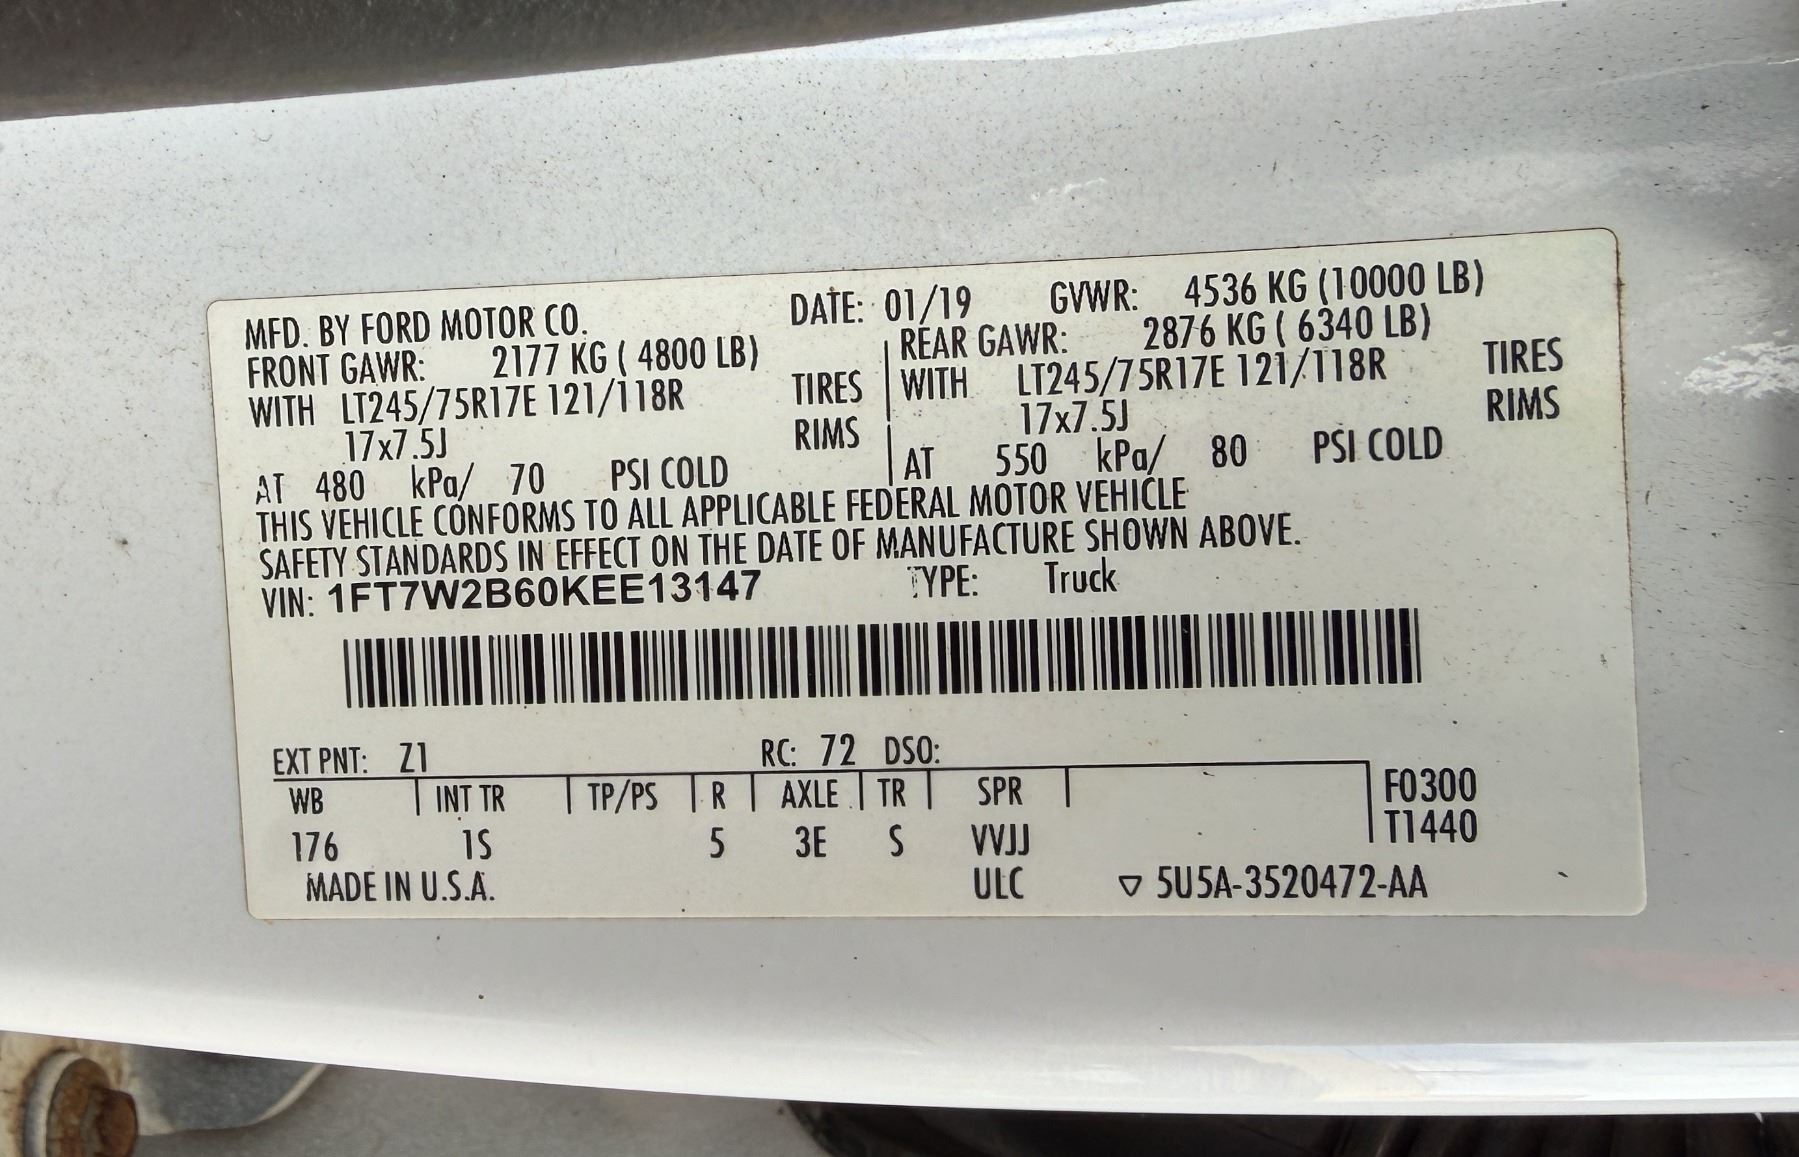 MFD. BY FORD MOTOR CO. DATE: 01/19 GVWR: 4536 KG (10000 LB)
FRONT GAWR: 2177 KG ( 4800 LB) REAR GAWR: 2876 KG ( 6340 LB)
WITH LT245/75R17E 121/118R TIRES WITH LT245/75R17E 121/118R TIRES
17x7.5J RIMS 17x7.5J RIMS
AT 480 kPa/ 70 PSI COLD AT 550 kPa/ 80 PSI COLD
THIS VEHICLE CONFORMS TO ALL APPLICABLE FEDERAL MOTOR VEHICLE
SAFETY STANDARDS IN EFFECT ON THE DATE OF MANUFACTURE SHOWN ABOVE.
VIN: 1FT7W2B60KEE13147 TYPE: Truck
EXT PNT: Z1 RC: 72 DSO:
WB INT TR TP/PS R AXLE TR SPR F0300
176 1S 5 3E S VVJJ T1440
MADE IN U.S.A. ULC ▽ 5U5A-3520472-AA